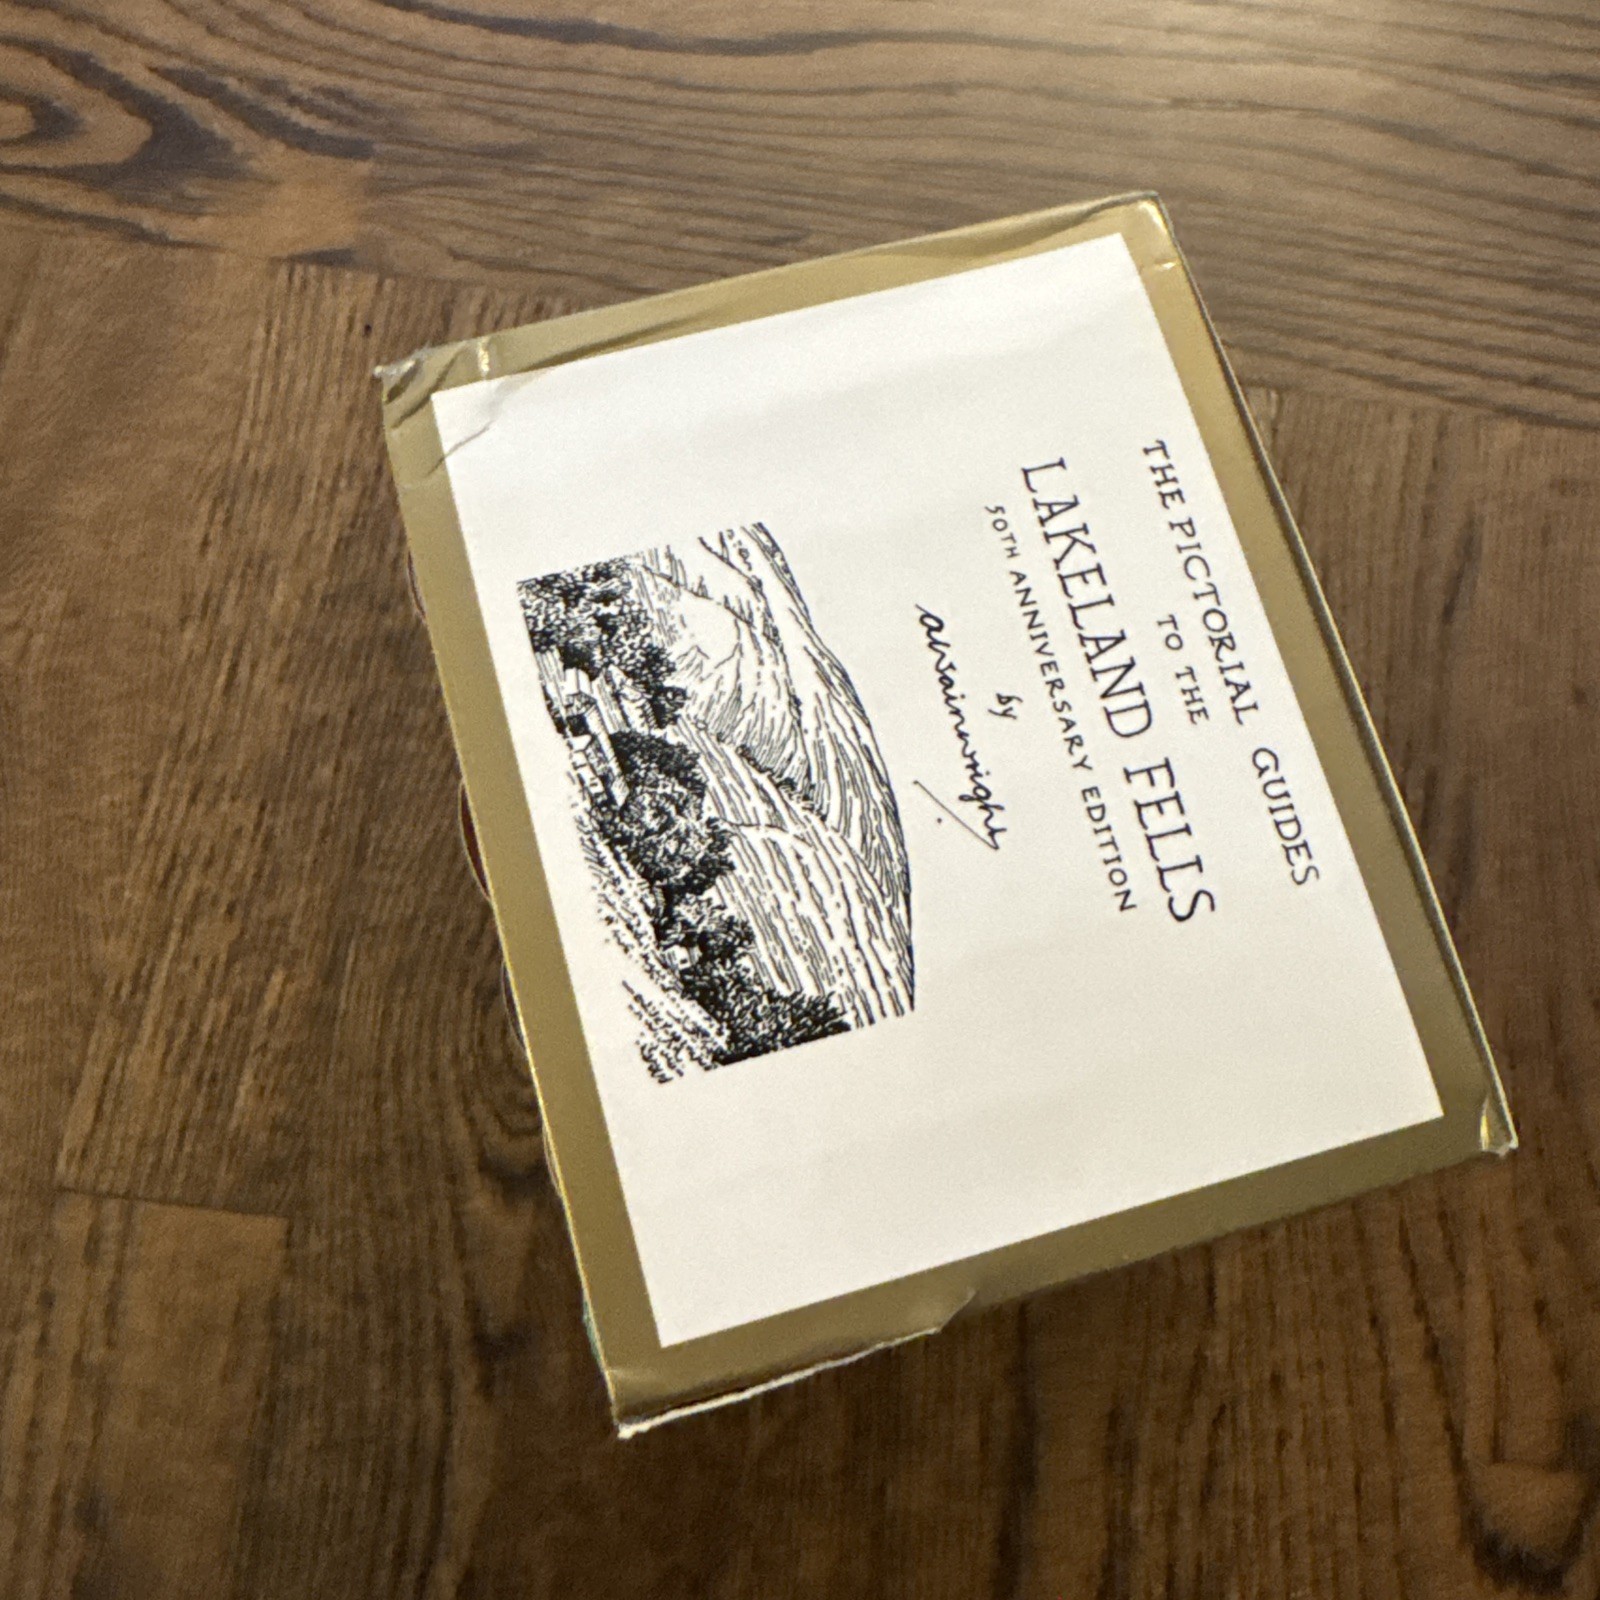 THE PICTORIAL GUIDES
TO THE
LAKELAND FELLS
50TH ANNIVERSARY EDITION
by
awainwright